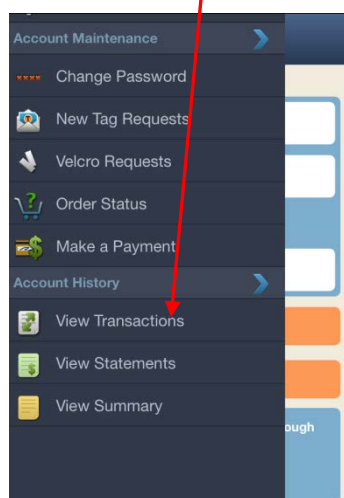 Account Maintenance
Change Password
New Tag Requests
Velcro Requests
Order Status
Make a Payment
Account History
View Transactions
View Statements
View Summary
ough